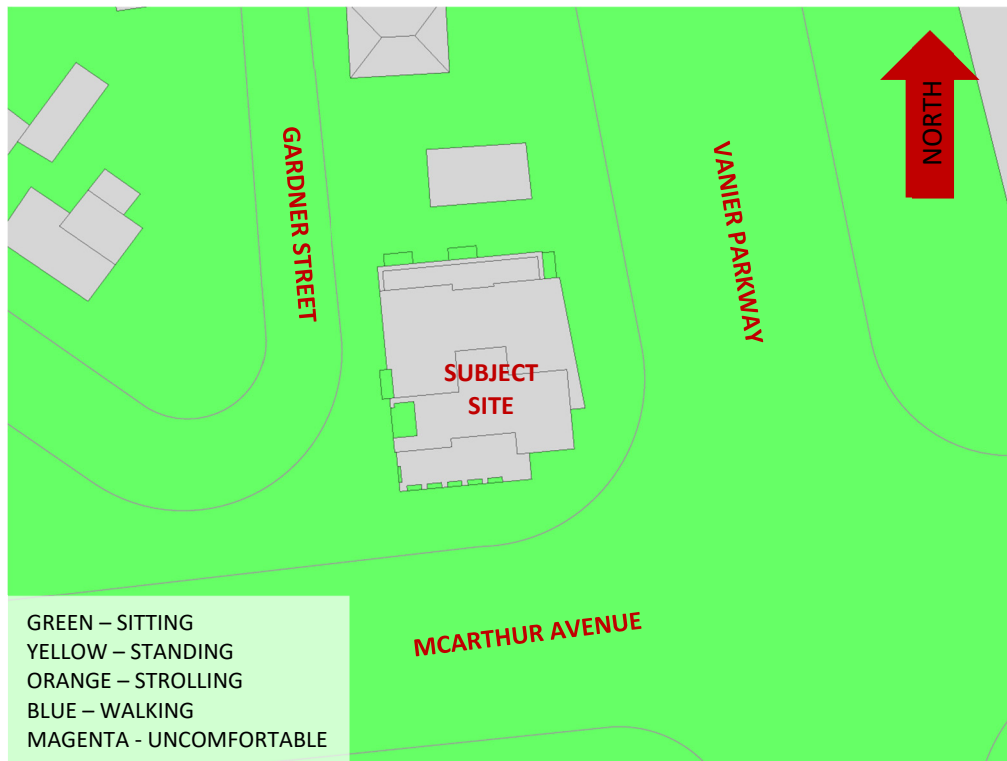 NORTH
GARDNER STREET
VANIER PARKWAY
SUBJECT
SITE
MCARTHUR AVENUE
GREEN – SITTING
YELLOW – STANDING
ORANGE – STROLLING
BLUE – WALKING
MAGENTA - UNCOMFORTABLE